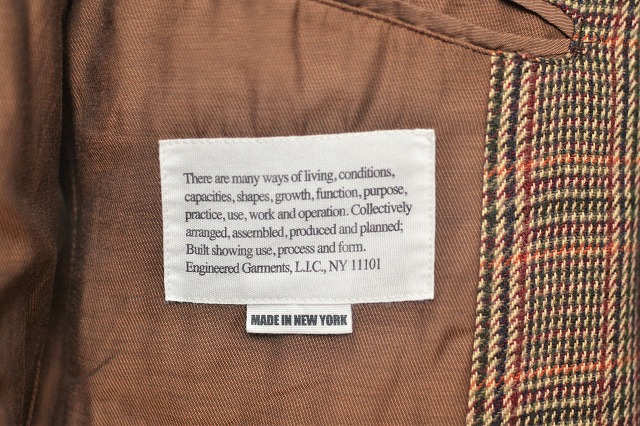 There are many ways of living, conditions,
capacities, shapes, growth, function, purpose,
practice, use, work and operation. Collectively
arranged, assembled, produced and planned;
Built showing use, process and form.
Engineered Garments, L.I.C., NY 11101
MADE IN NEW YORK